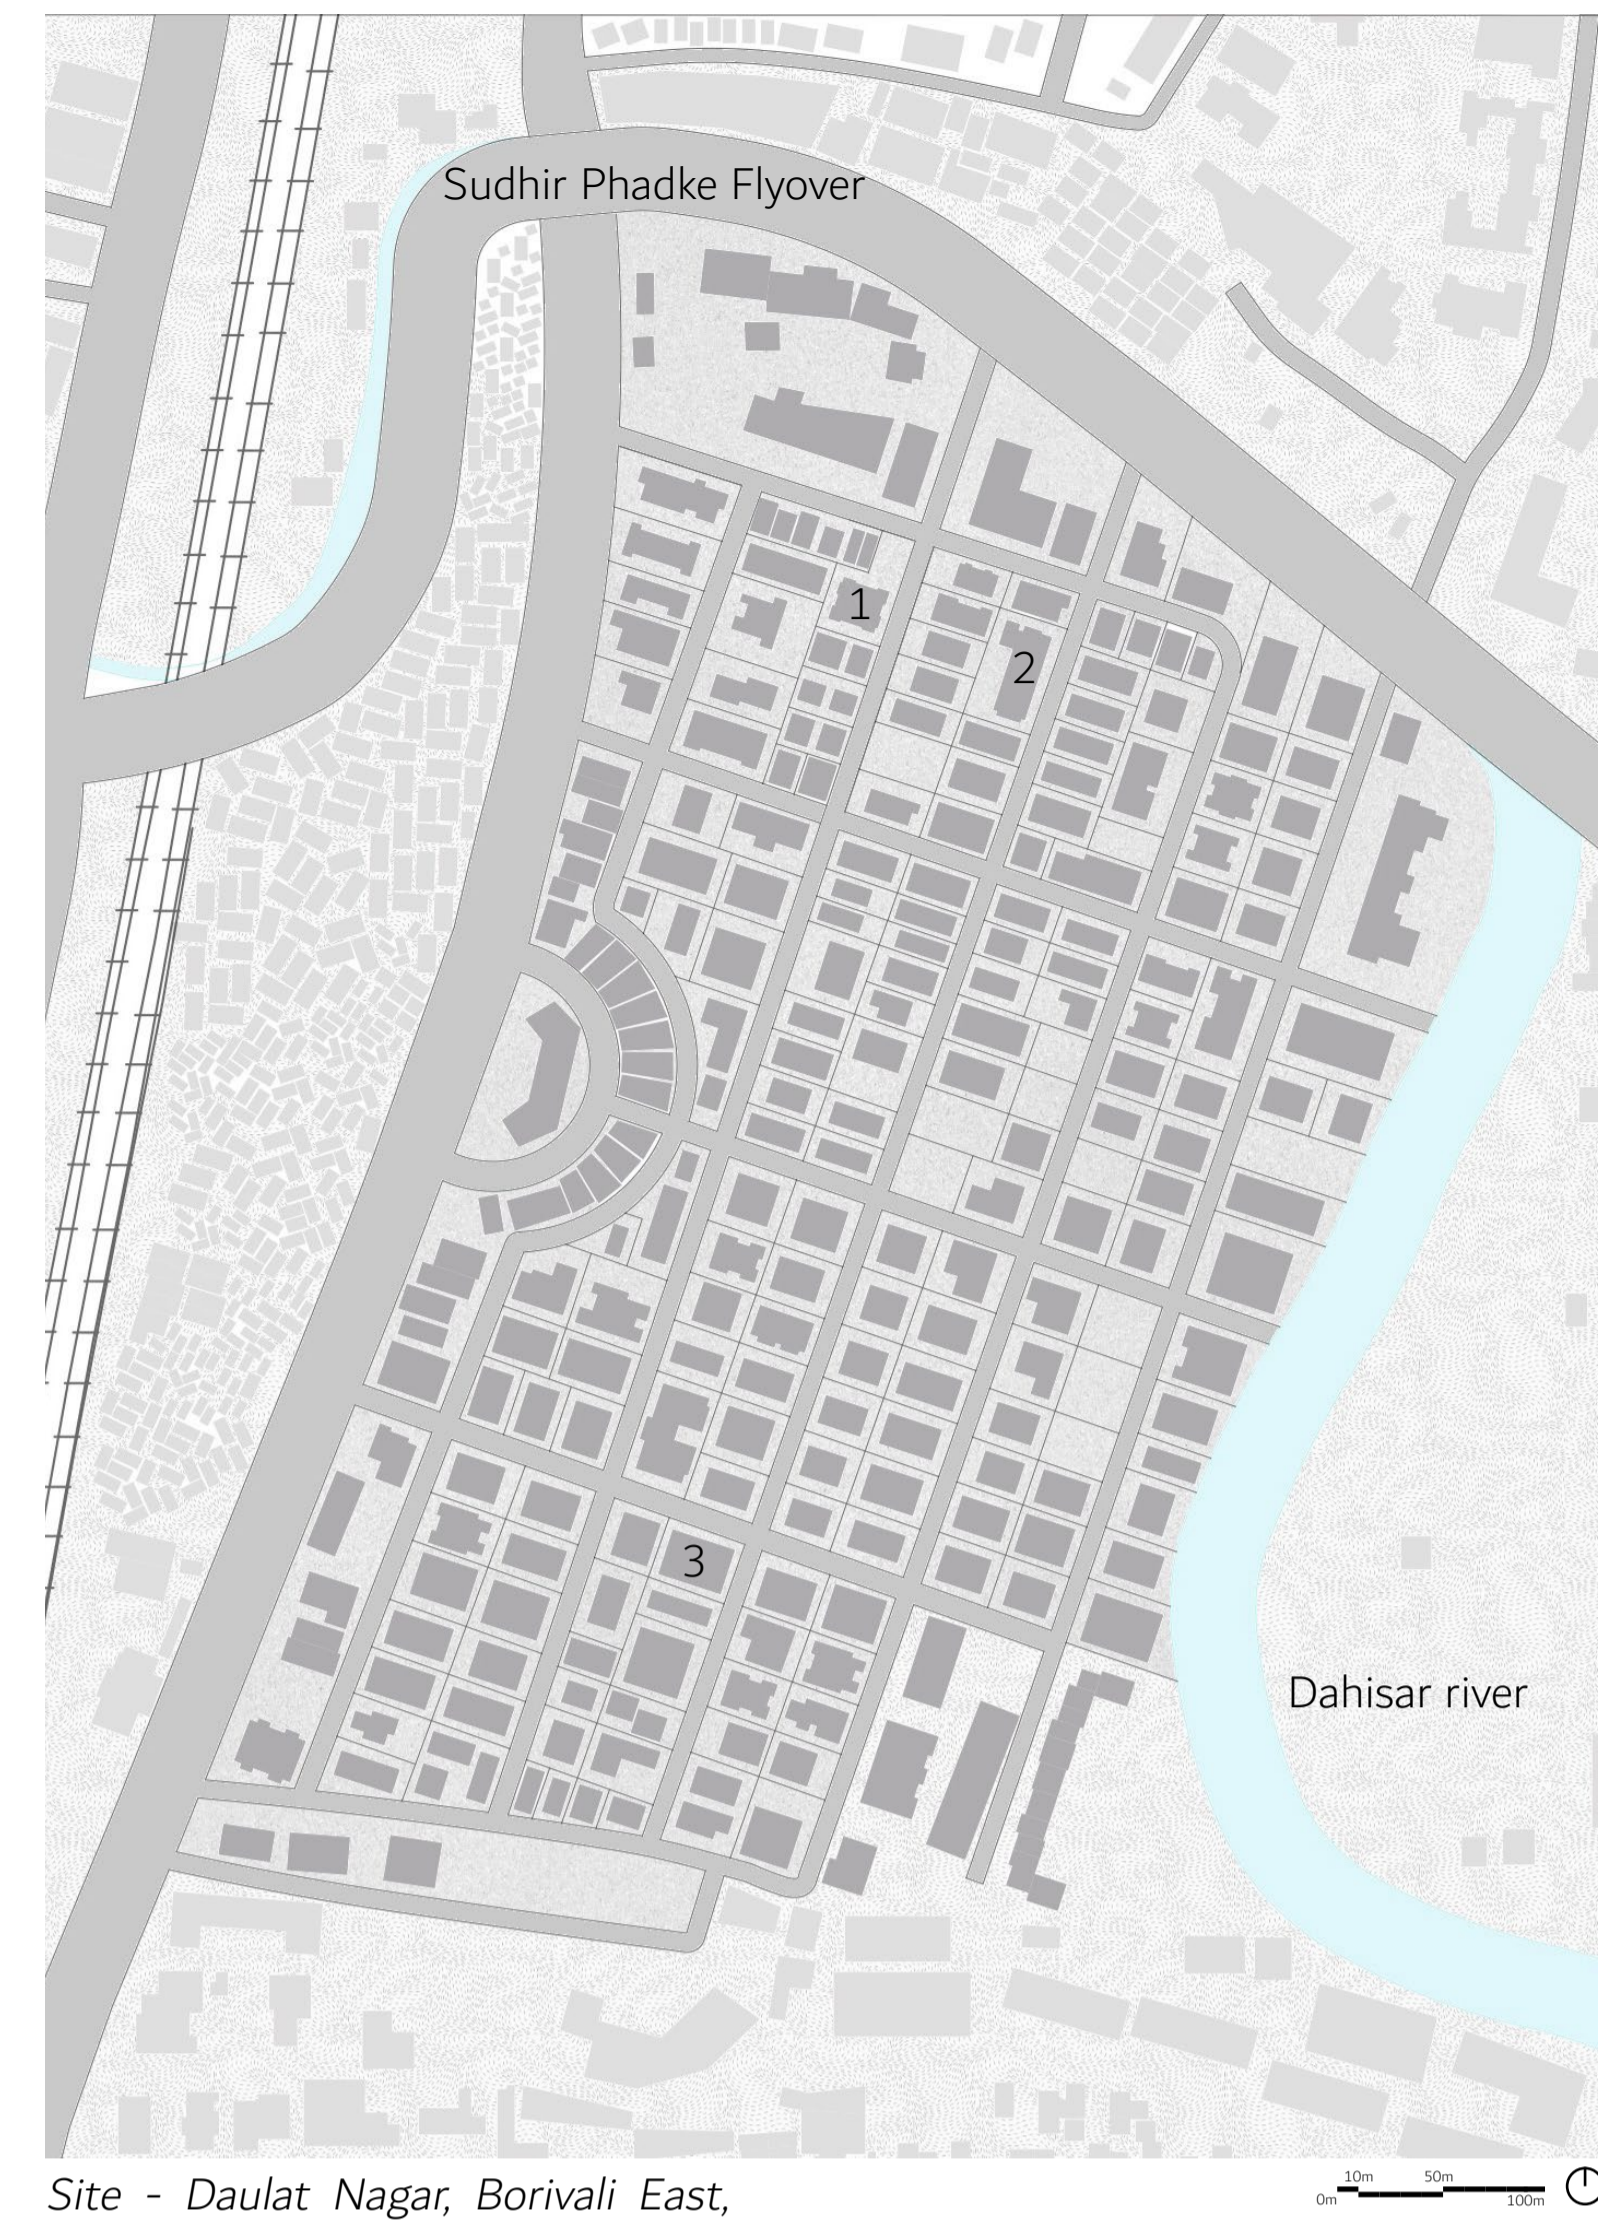 Sudhir Phadke Flyover
1
2
3
Dahisar river
Site - Daulat Nagar, Borivali East,
10m 50m
0m 100m